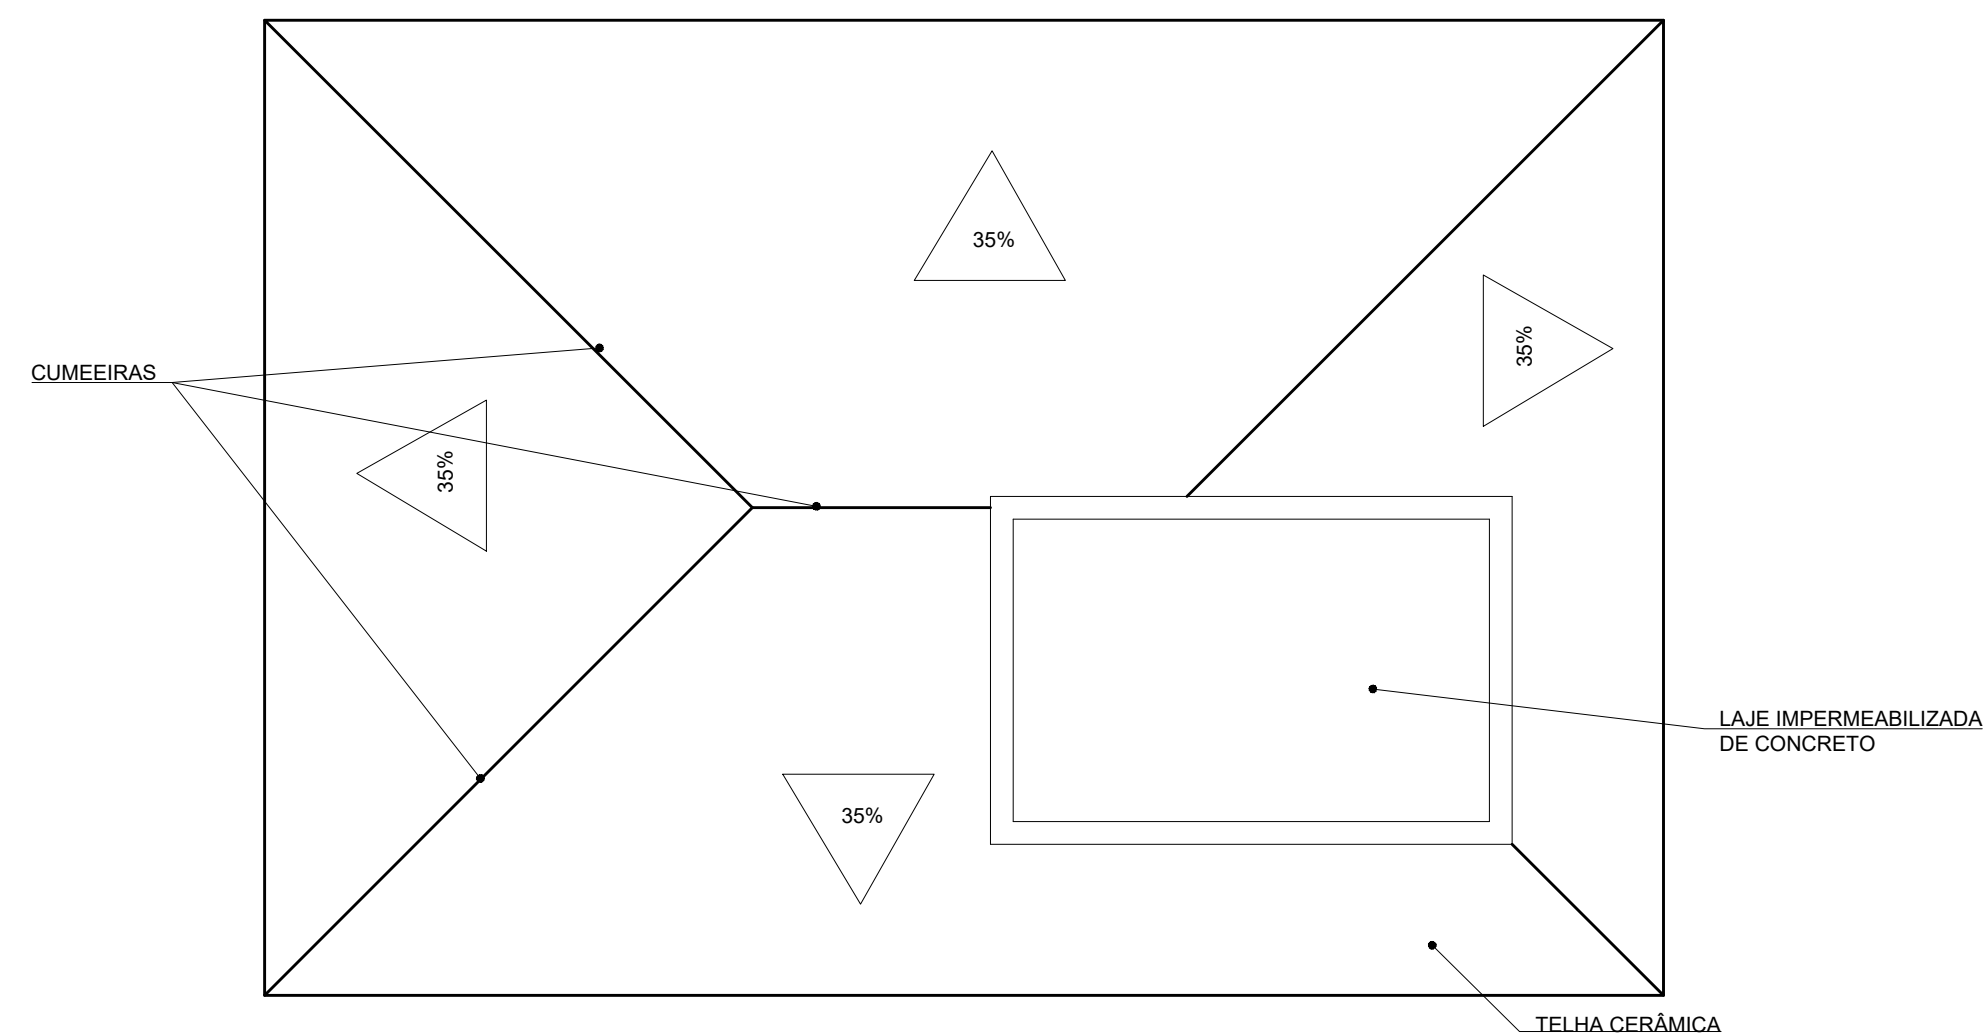 35%
35%
CUMEEIRAS
35%
LAJE IMPERMEABILIZADA
DE CONCRETO
35%
TELHA CERÂMICA